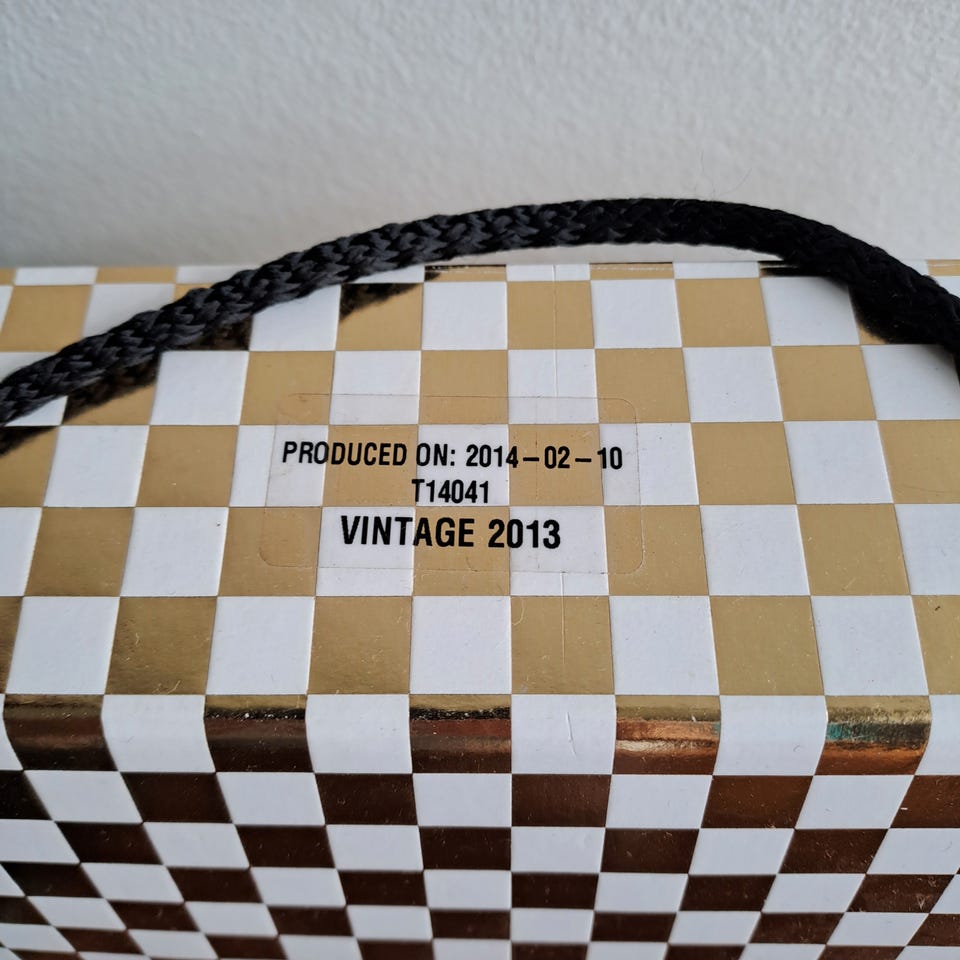 PRODUCED ON: 2014-02-10
T14041
VINTAGE 2013